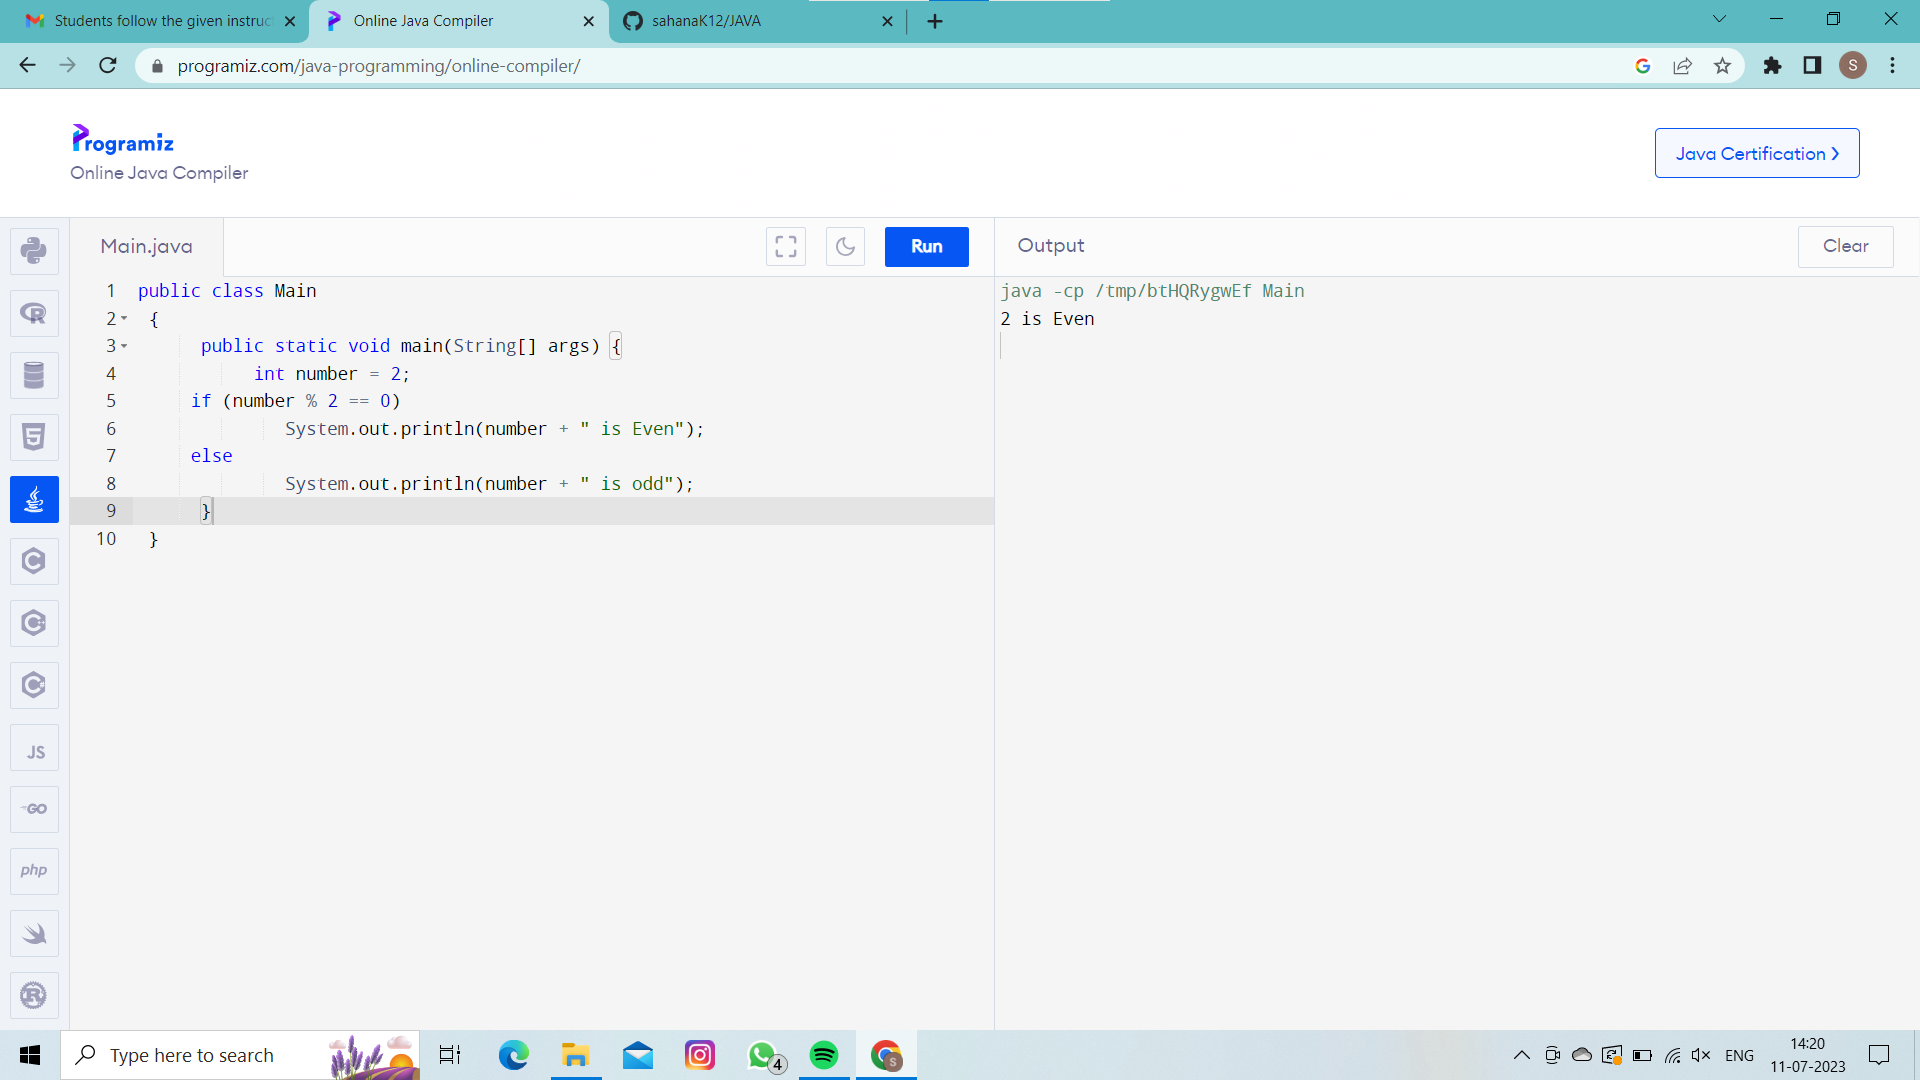 Students follow the given instruc
Online Java Compiler
sahanaK12/JAVA
programiz.com/java-programming/online-compiler/
S
Programiz
Online Java Compiler
Java Certification
Main.java
Run
Output
Clear
1 public class Main
2 {
3 public static void main(String[] args) {
4 int number = 2;
5 if (number % 2 == 0)
6 System.out.println(number + " is Even");
7 else
8 System.out.println(number + " is odd");
9 }
10 }
java -cp /tmp/btHQRygwEf Main
2 is Even
JS
GO
php
Type here to search
4
S
ENG
14:20
11-07-2023